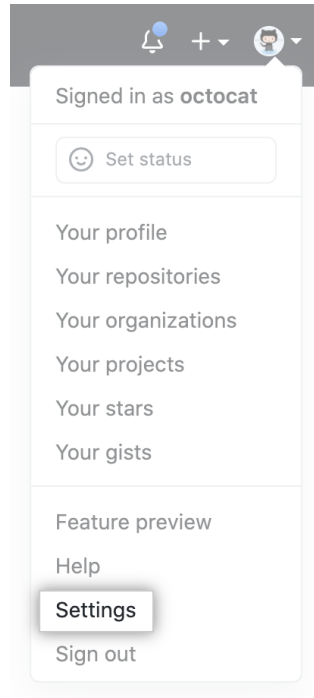 Signed in as octocat
Set status
Your profile
Your repositories
Your organizations
Your projects
Your stars
Your gists
Feature preview
Help
Settings
Sign out